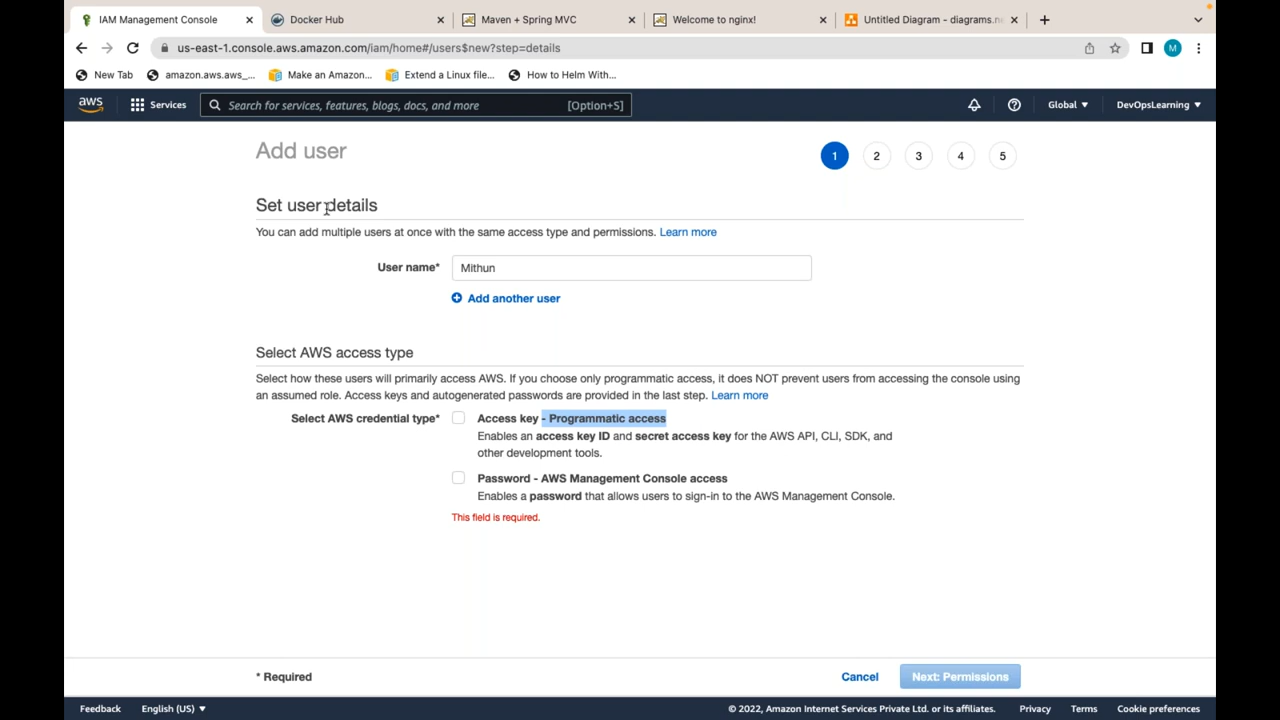 IAM Management Console
Docker Hub
Maven + Spring MVC
Welcome to nginx!
Untitled Diagram - diagrams.ne
us-east-1.console.aws.amazon.com/iam/home#/users$new?step=details
M
New Tab
amazon.aws.aws_...
Make an Amazon...
Extend a Linux file...
How to Helm With...
aws
Services
Search for services, features, blogs, docs, and more
[Option+S]
Global
DevOpsLearning
Add user
1
2
3
4
5
Set user details
You can add multiple users at once with the same access type and permissions. Learn more
User name*
Mithun
Add another user
Select AWS access type
Select how these users will primarily access AWS. If you choose only programmatic access, it does NOT prevent users from accessing the console using
an assumed role. Access keys and autogenerated passwords are provided in the last step. Learn more
Select AWS credential type*
Access key - Programmatic access
Enables an access key ID and secret access key for the AWS API, CLI, SDK, and
other development tools.
Password - AWS Management Console access
Enables a password that allows users to sign-in to the AWS Management Console.
This field is required.
* Required
Cancel
Next: Permissions
Feedback
English (US)
© 2022, Amazon Internet Services Private Ltd. or its affiliates.
Privacy
Terms
Cookie preferences